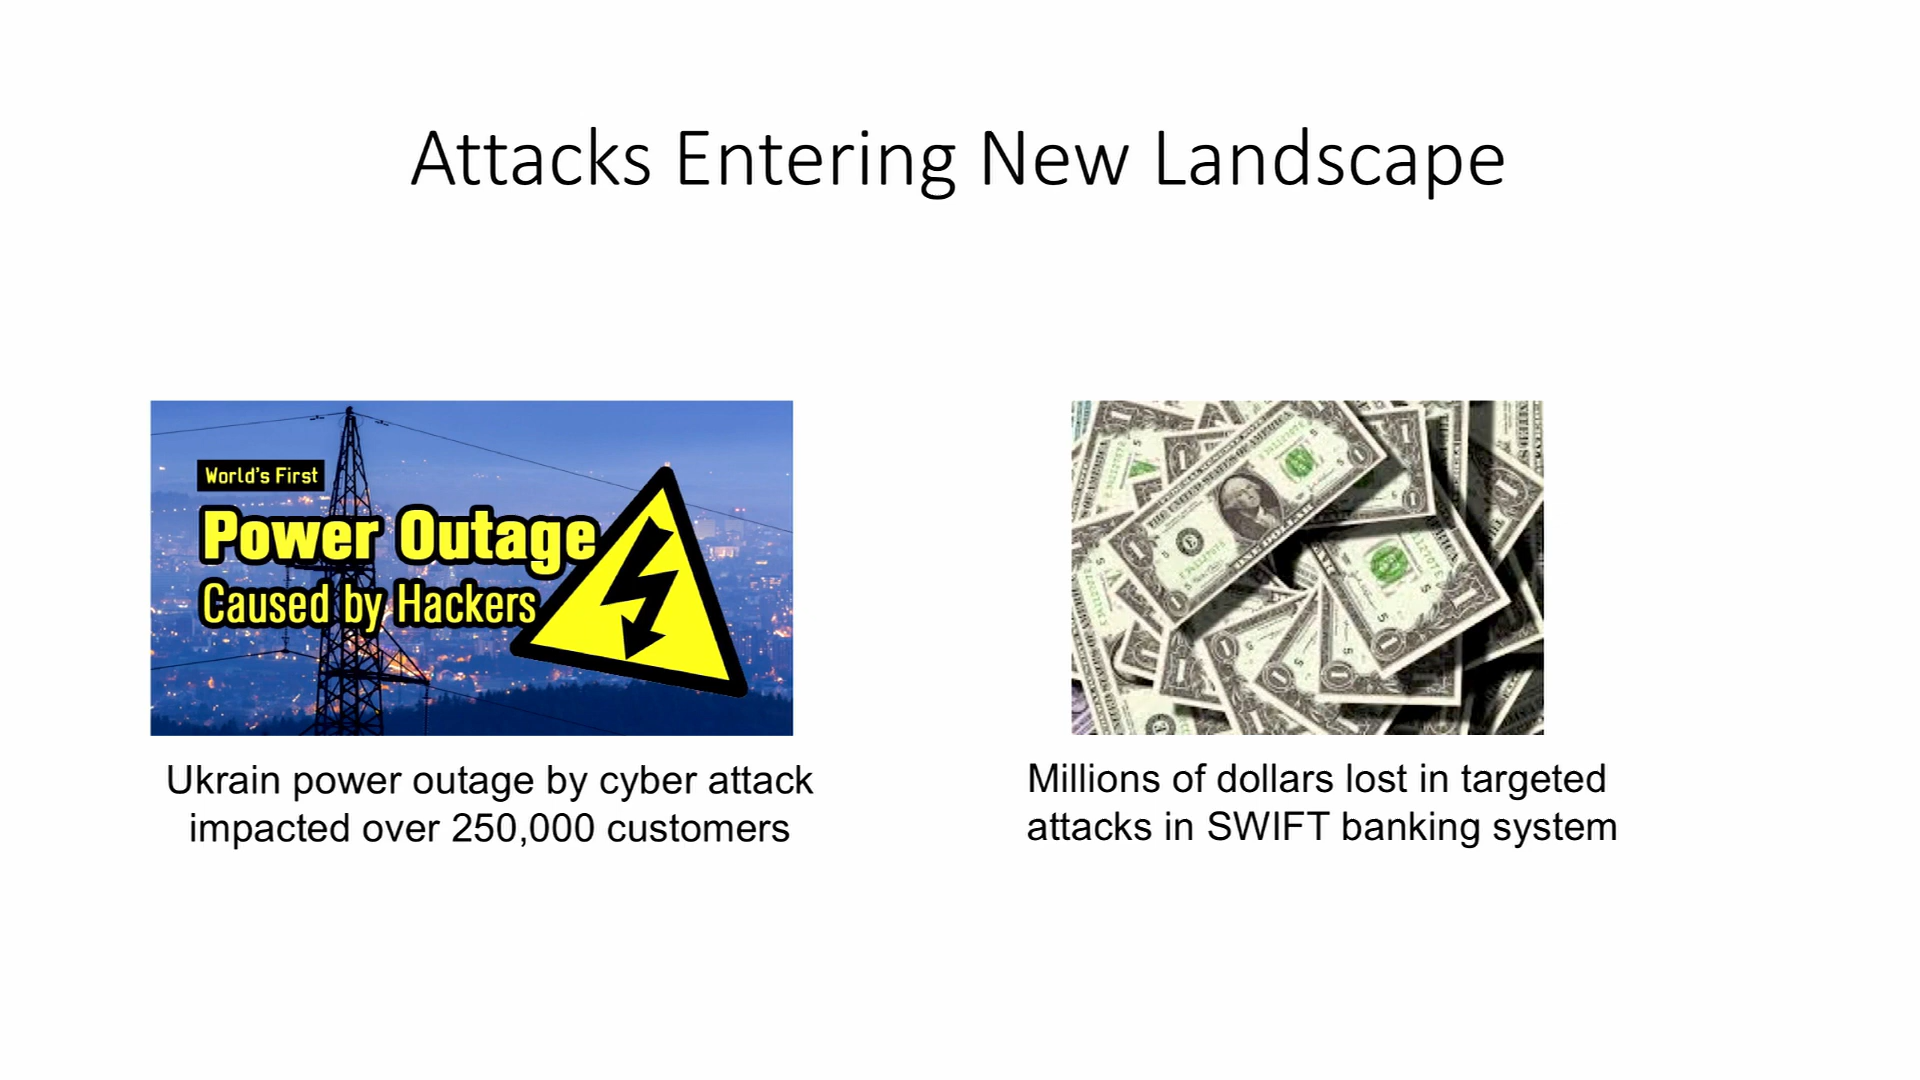 Attacks Entering New Landscape
World's First
Power Outage
Caused by Hackers
Ukrain power outage by cyber attack
impacted over 250,000 customers
Millions of dollars lost in targeted
attacks in SWIFT banking system